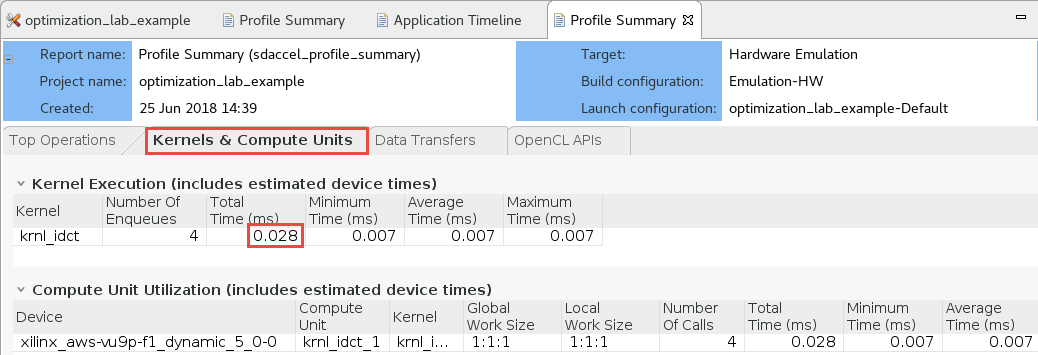 optimization_lab_example Profile Summary Application Timeline Profile Summary
Report name: Profile Summary (sdaccel_profile_summary) Target: Hardware Emulation
Project name: optimization_lab_example Build configuration: Emulation-HW
Created: 25 Jun 2018 14:39 Launch configuration: optimization_lab_example-Default
Top Operations Kernels & Compute Units Data Transfers OpenCL APIs
Kernel Execution (includes estimated device times)
Kernel Number Of Enqueues Total Time (ms) Minimum Time (ms) Average Time (ms) Maximum Time (ms)
krnl_idct 4 0.028 0.007 0.007 0.007
Compute Unit Utilization (includes estimated device times)
Device Compute Unit Kernel Global Work Size Local Work Size Number Of Calls Total Time (ms) Minimum Time (ms) Average Time (ms)
xilinx_aws-vu9p-f1_dynamic_5_0-0 krnl_idct_1 krnl_i... 1:1:1 1:1:1 4 0.028 0.007 0.007